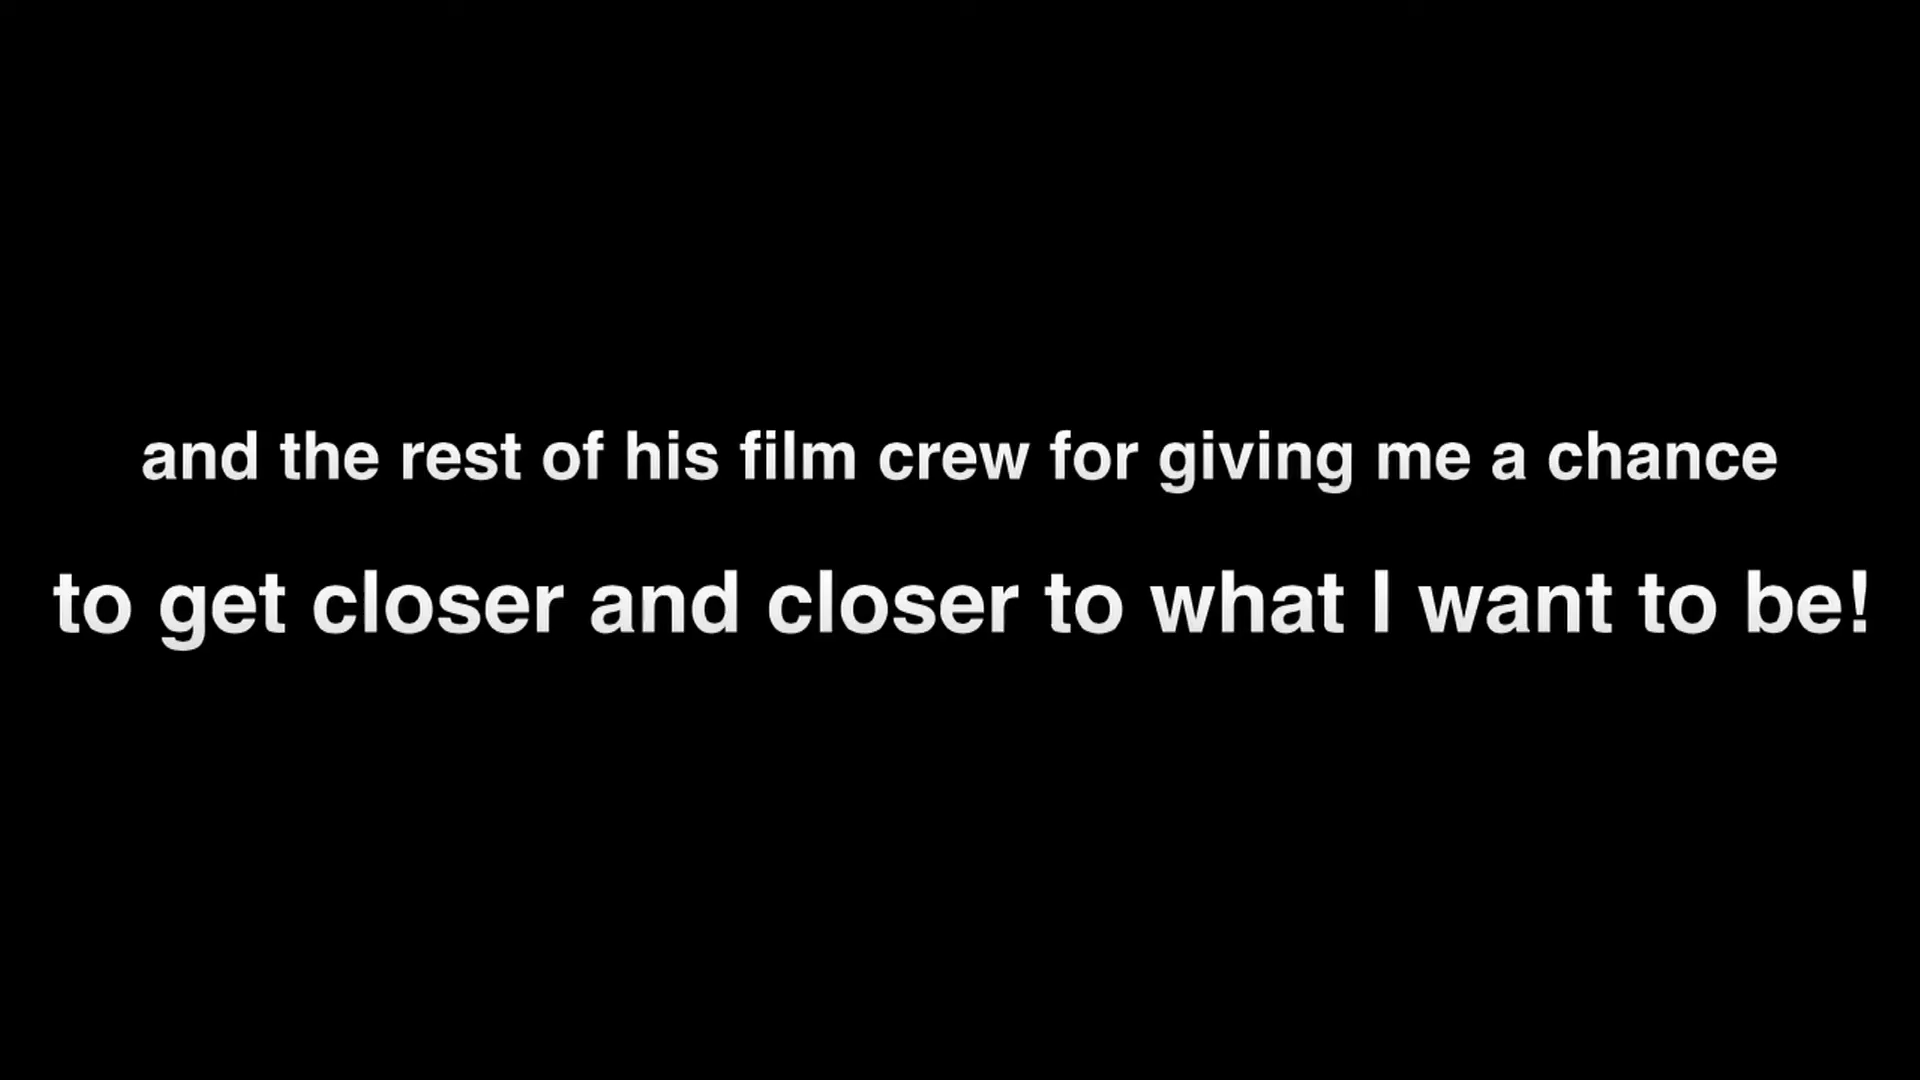 and the rest of his film crew for giving me a chance
to get closer and closer to what I want to be!